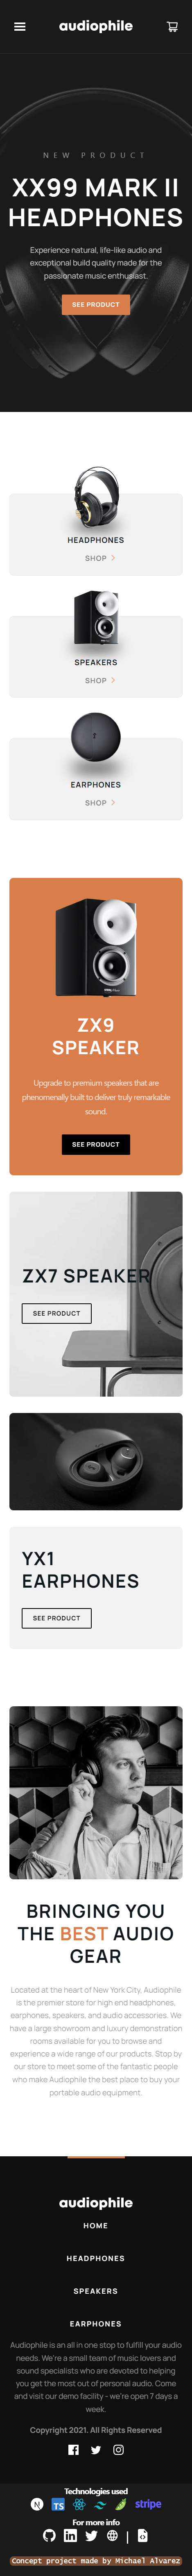 audiophile
NEW PRODUCT
XX99 MARK II
HEADPHONES
Experience natural, life-like audio and
exceptional build quality made for the
passionate music enthusiast.
SEE PRODUCT
HEADPHONES
SHOP
SPEAKERS
SHOP
EARPHONES
SHOP
ZX9
SPEAKER
Upgrade to premium speakers that are
phenomenally built to deliver truly remarkable
sound.
SEE PRODUCT
ZX7 SPEAKER
SEE PRODUCT
YX1
EARPHONES
SEE PRODUCT
BRINGING YOU
THE BEST AUDIO
GEAR
Located at the heart of New York City, Audiophile
is the premier store for high end headphones,
earphones, speakers, and audio accessories. We
have a large showroom and luxury demonstration
rooms available for you to browse and
experience a wide range of our products. Stop by
our store to meet some of the fantastic people
who make Audiophile the best place to buy your
portable audio equipment.
audiophile
HOME
HEADPHONES
SPEAKERS
EARPHONES
Audiophile is an all in one stop to fulfill your audio
needs. We're a small team of music lovers and
sound specialists who are devoted to helping
you get the most out of personal audio. Come
and visit our demo facility - we're open 7 days a
week.
Copyright 2021. All Rights Reserved
Technologies used
N TS stripe
For more info
Concept project made by Michael Alvarez